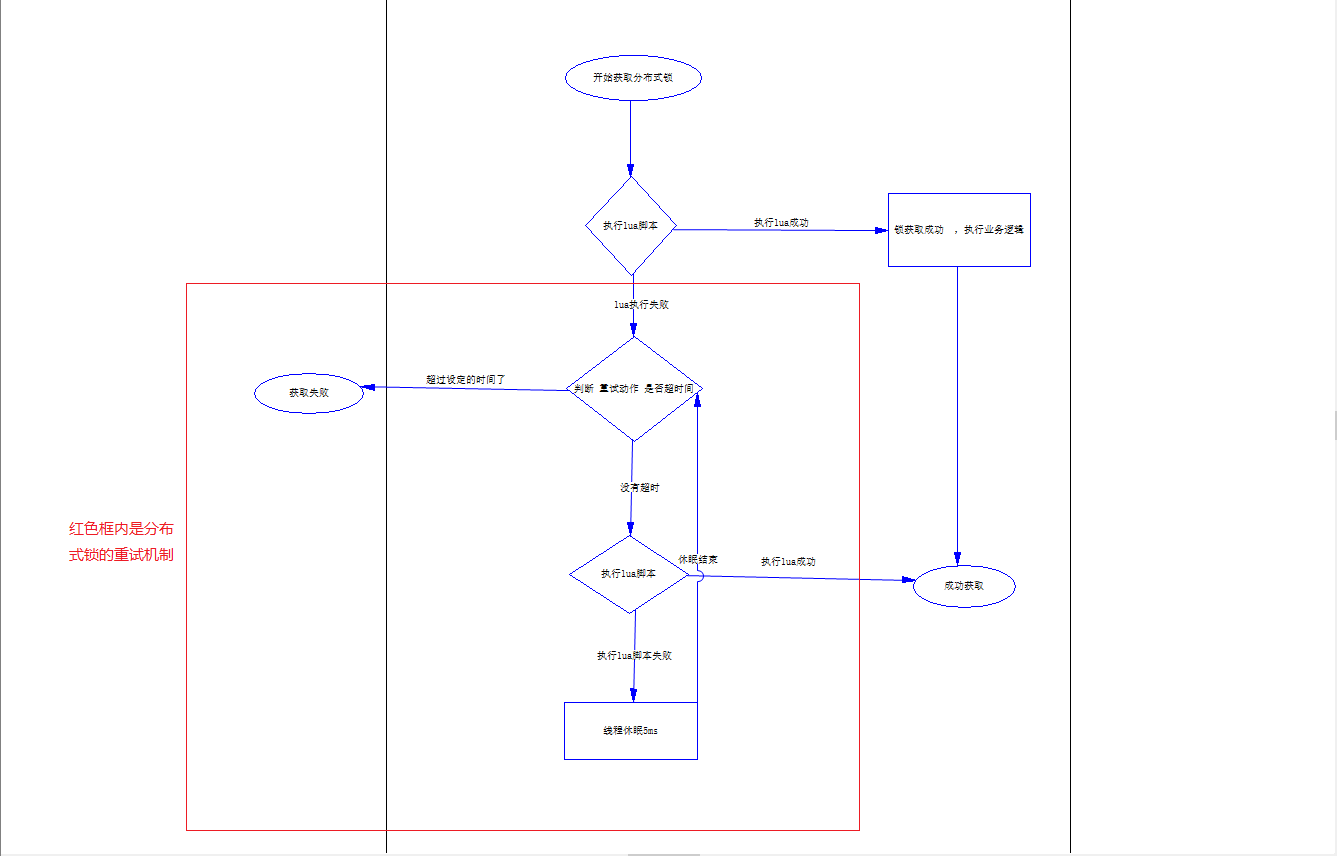 开始获取分布式锁
执行lua脚本
执行lua成功
锁获取成功 ，执行业务逻辑
lua执行失败
超过设定的时间了
判断 重试动作 是否超时间
获取失败
没有超时
红色框内是分布
式锁的重试机制
休眠结束
执行lua成功
执行lua脚本
成功获取
执行lua脚本失败
线程休眠5ms